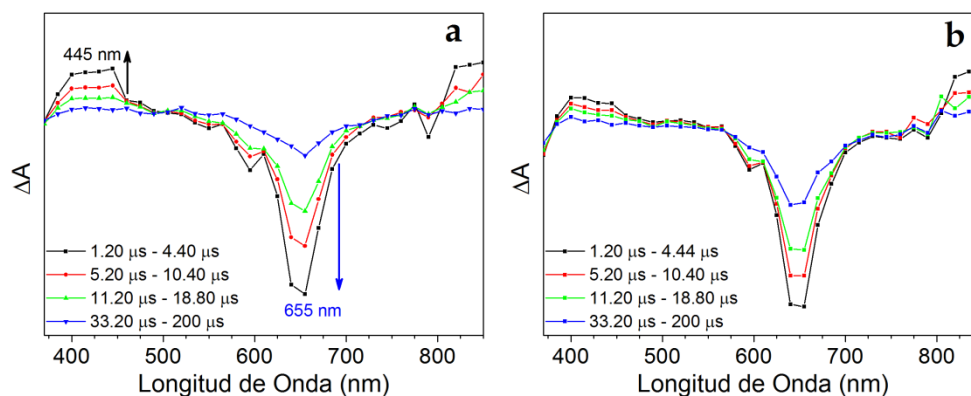 a
445 nm
ΔA
655 nm
1.20 µs - 4.40 µs
5.20 µs - 10.40 µs
11.20 µs - 18.80 µs
33.20 µs - 200 µs
400 500 600 700 800
Longitud de Onda (nm)
b
ΔA
1.20 µs - 4.44 µs
5.20 µs - 10.40 µs
11.20 µs - 18.80 µs
33.20 µs - 200 µs
400 500 600 700 800
Longitud de Onda (nm)